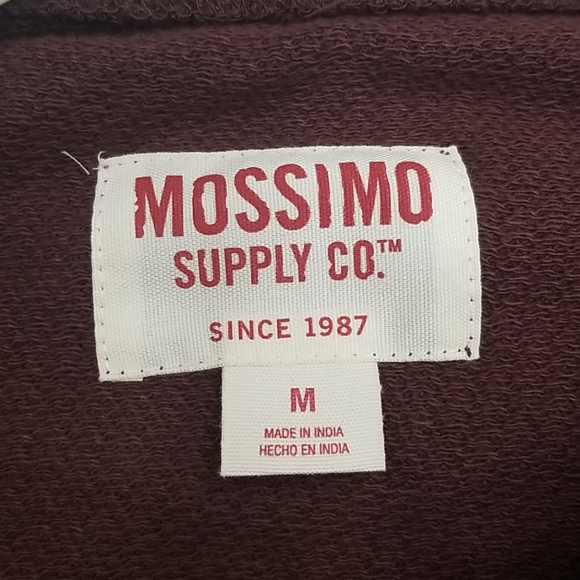 MOSSIMO
SUPPLY CO.™
SINCE 1987
M
MADE IN INDIA
HECHO EN INDIA